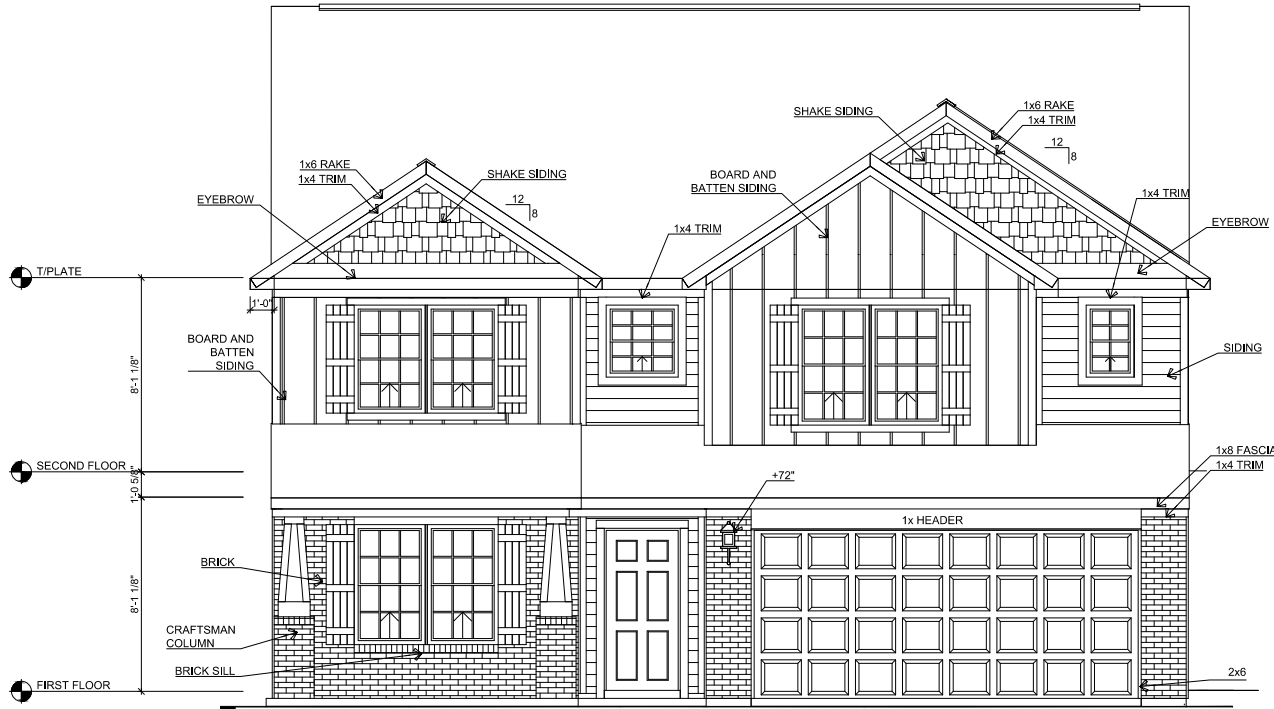 SHAKE SIDING
1x6 RAKE
1x4 TRIM
12
8
1x6 RAKE
1x4 TRIM
SHAKE SIDING
BOARD AND
BATTEN SIDING
EYEBROW
12
8
1x4 TRIM
1x4 TRIM
EYEBROW
T/PLATE
1'-0"
BOARD AND
BATTEN
SIDING
SIDING
8'-1 1/8"
SECOND FLOOR
1'-0 5/8"
+72"
1x8 FASCIA
1x4 TRIM
1x HEADER
BRICK
8'-1 1/8"
CRAFTSMAN
COLUMN
BRICK SILL
2x6
FIRST FLOOR